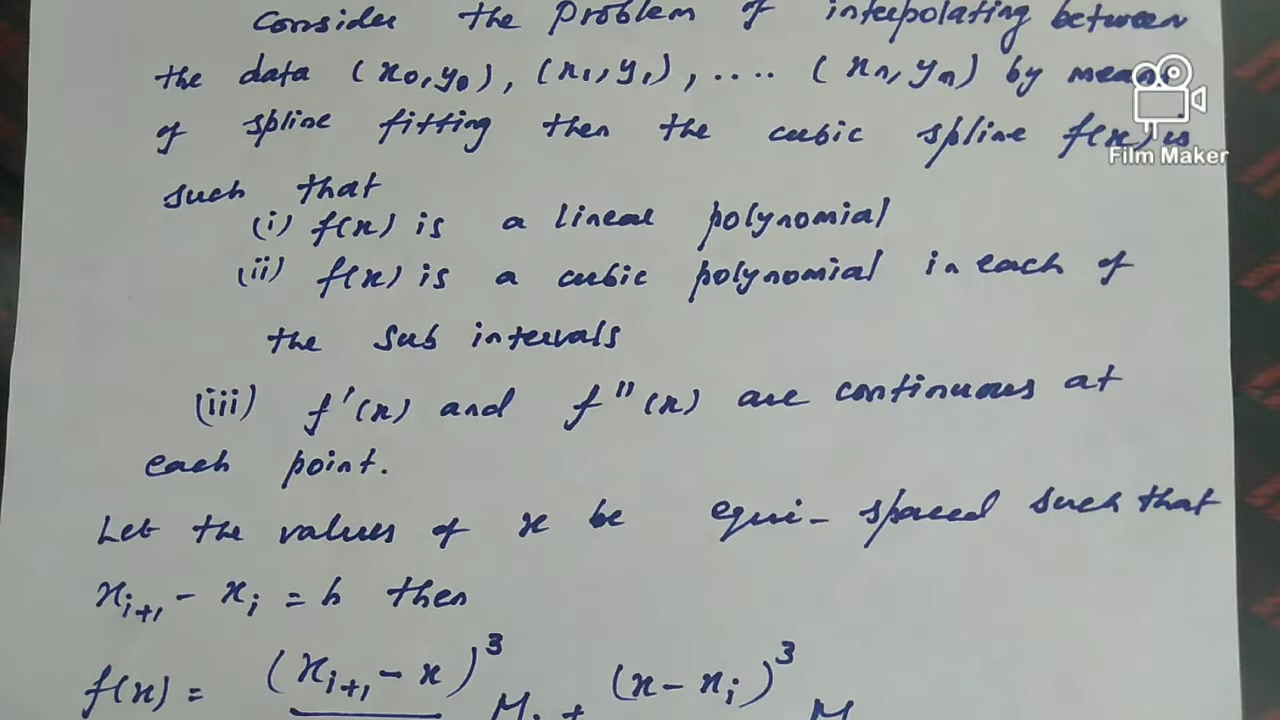 Consider the problem of interpolating between
the data (x0, y0), (x1, y1), .... (xn, yn) by means
of spline fitting then the cubic spline f(x) is
such that
(i) f(x) is a linear polynomial
(ii) f(x) is a cubic polynomial in each of
the sub intervals
(iii) f'(x) and f"(x) are continuous at
each point.
Let the values of x be equi-spaced such that
xi+1 - xi = h then
f(x) = (xi+1 - x)^3 Mi + (x - xi)^3 M
Film Maker